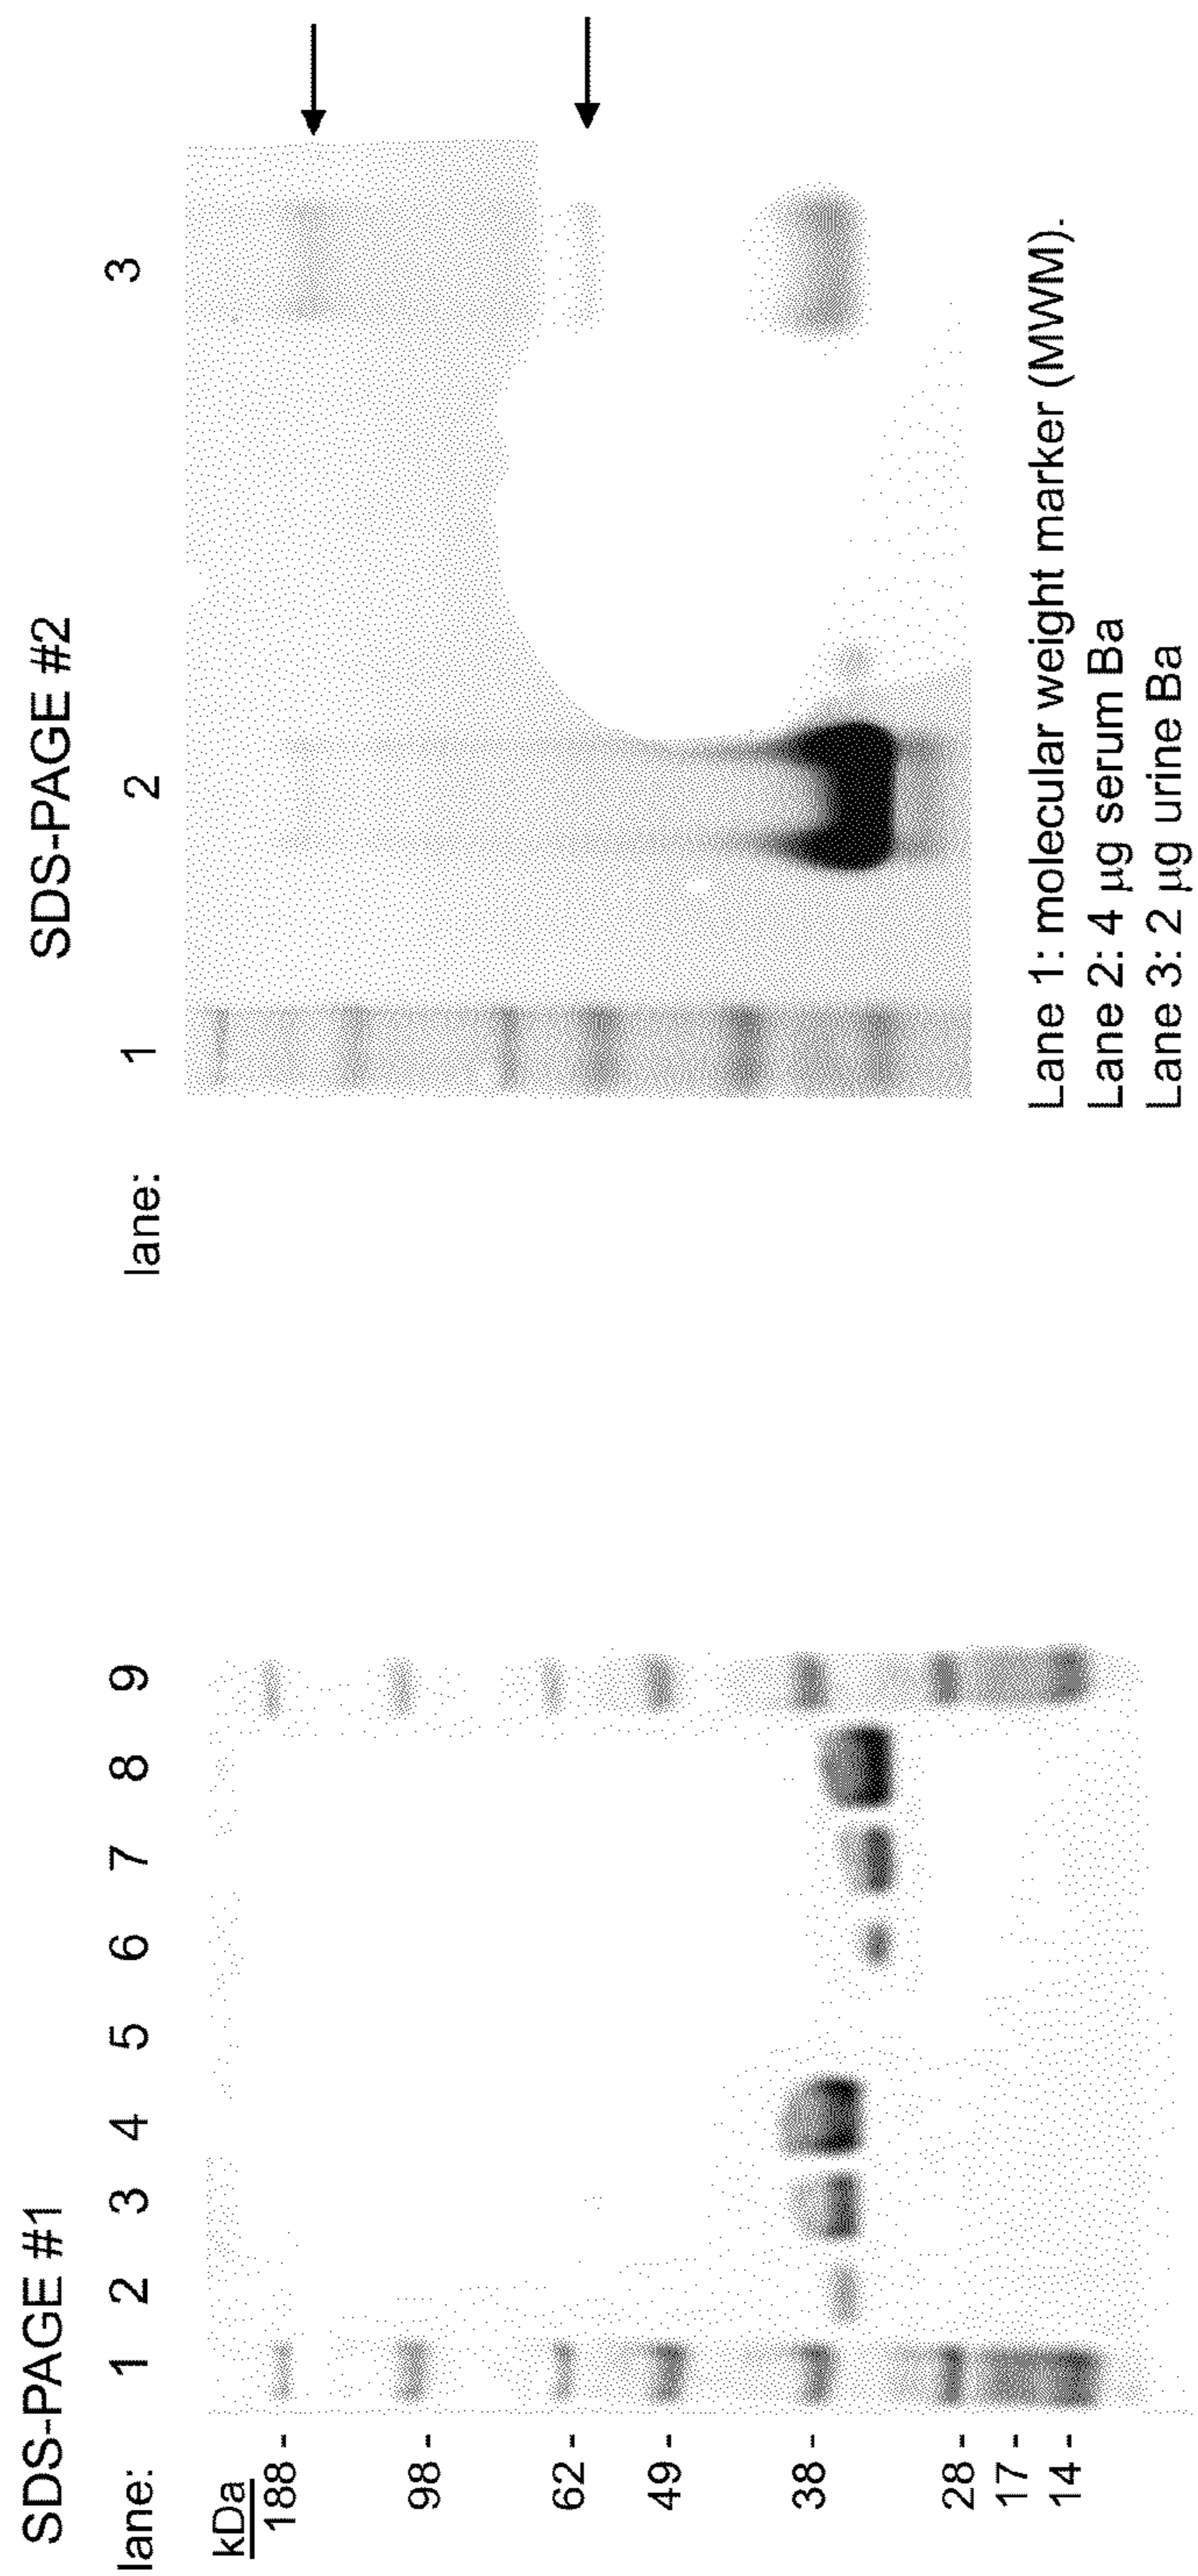 SDS-PAGE #1
lane: 1 2 3 4 5 6 7 8 9
kDa
188 -
98 -
62 -
49 -
38 -
28 -
17 -
14 -
SDS-PAGE #2
lane: 1 2 3
Lane 1: molecular weight marker (MWM).
Lane 2: 4 μg serum Ba
Lane 3: 2 μg urine Ba